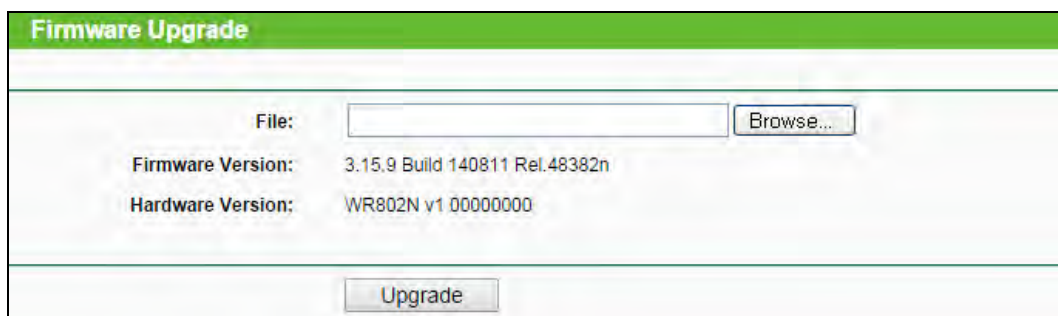 Firmware Upgrade
File: Browse...
Firmware Version: 3.15.9 Build 140811 Rel.48382n
Hardware Version: WR802N v1 00000000
Upgrade